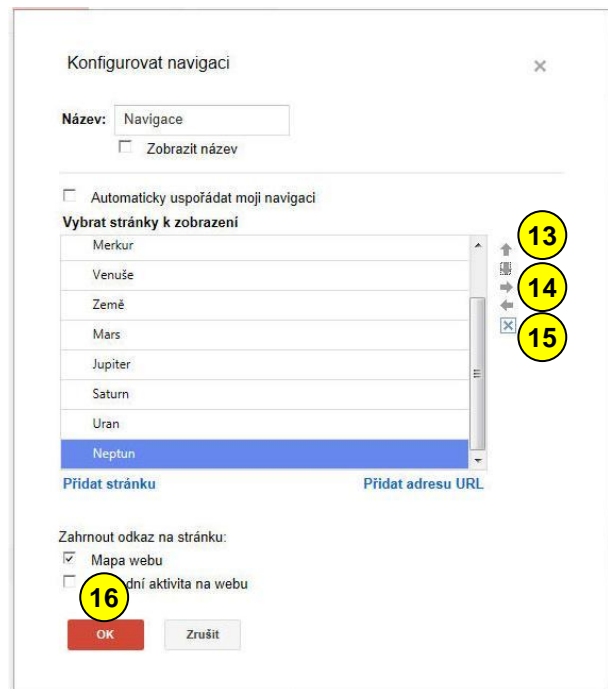 Konfigurovat navigaci
Název: Navigace
Zobrazit název
Automaticky uspořádat moji navigaci
Vybrat stránky k zobrazení
Merkur
13
Venuše
14
Země
Mars
15
Jupiter
Saturn
Uran
Neptun
Přidat stránku Přidat adresu URL
Zahrnout odkaz na stránku:
Mapa webu
dní aktivita na webu
16
OK Zrušit